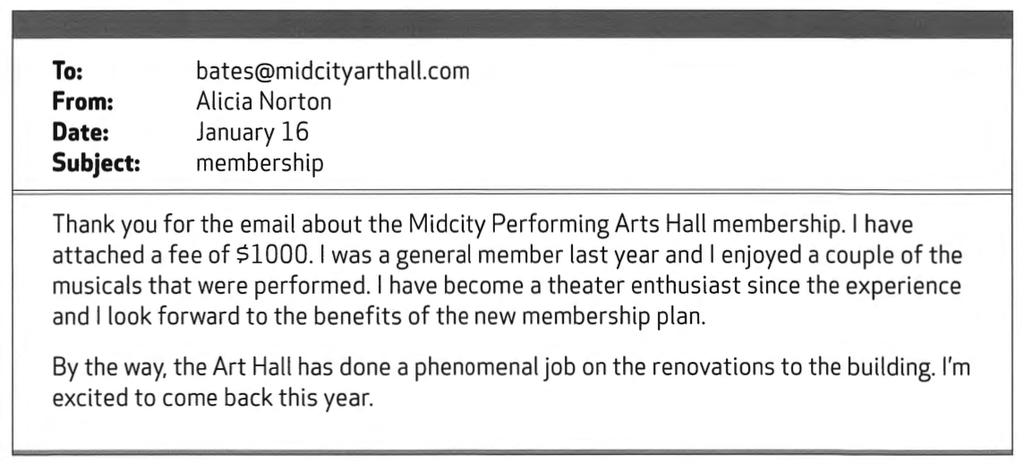 To: bates@midcityarthall.com
From: Alicia Norton
Date: January 16
Subject: membership
Thank you for the email about the Midcity Performing Arts Hall membership. I have
attached a fee of $1000. I was a general member last year and I enjoyed a couple of the
musicals that were performed. I have become a theater enthusiast since the experience
and I look forward to the benefits of the new membership plan.
By the way, the Art Hall has done a phenomenal job on the renovations to the building. I'm
excited to come back this year.